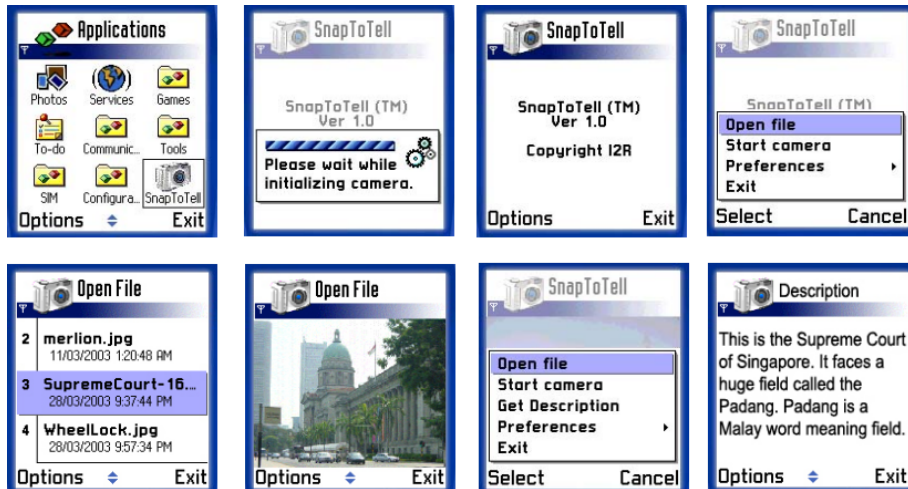 Applications
Photos
Services
Games
To-do
Communic...
Tools
SIM
Configura...
SnapToTell
Options
Exit
SnapToTell
SnapToTell (TM)
Ver 1.0
Please wait while
initializing camera.
SnapToTell
SnapToTell (TM)
Ver 1.0
Copyright I2R
Options
Exit
SnapToTell
SnapToTell (TM)
Open file
Start camera
Preferences
Exit
Select
Cancel
Open File
2 merlion.jpg
11/03/2003 1:20:48 AM
3 SupremeCourt-16....
28/03/2003 9:37:44 PM
4 WheelLock.jpg
28/03/2003 9:57:34 PM
Options
Exit
Open File
Options
Exit
SnapToTell
Open file
Start camera
Get Description
Preferences
Exit
Select
Cancel
Description
This is the Supreme Court
of Singapore. It faces a
huge field called the
Padang. Padang is a
Malay word meaning field.
Options
Exit